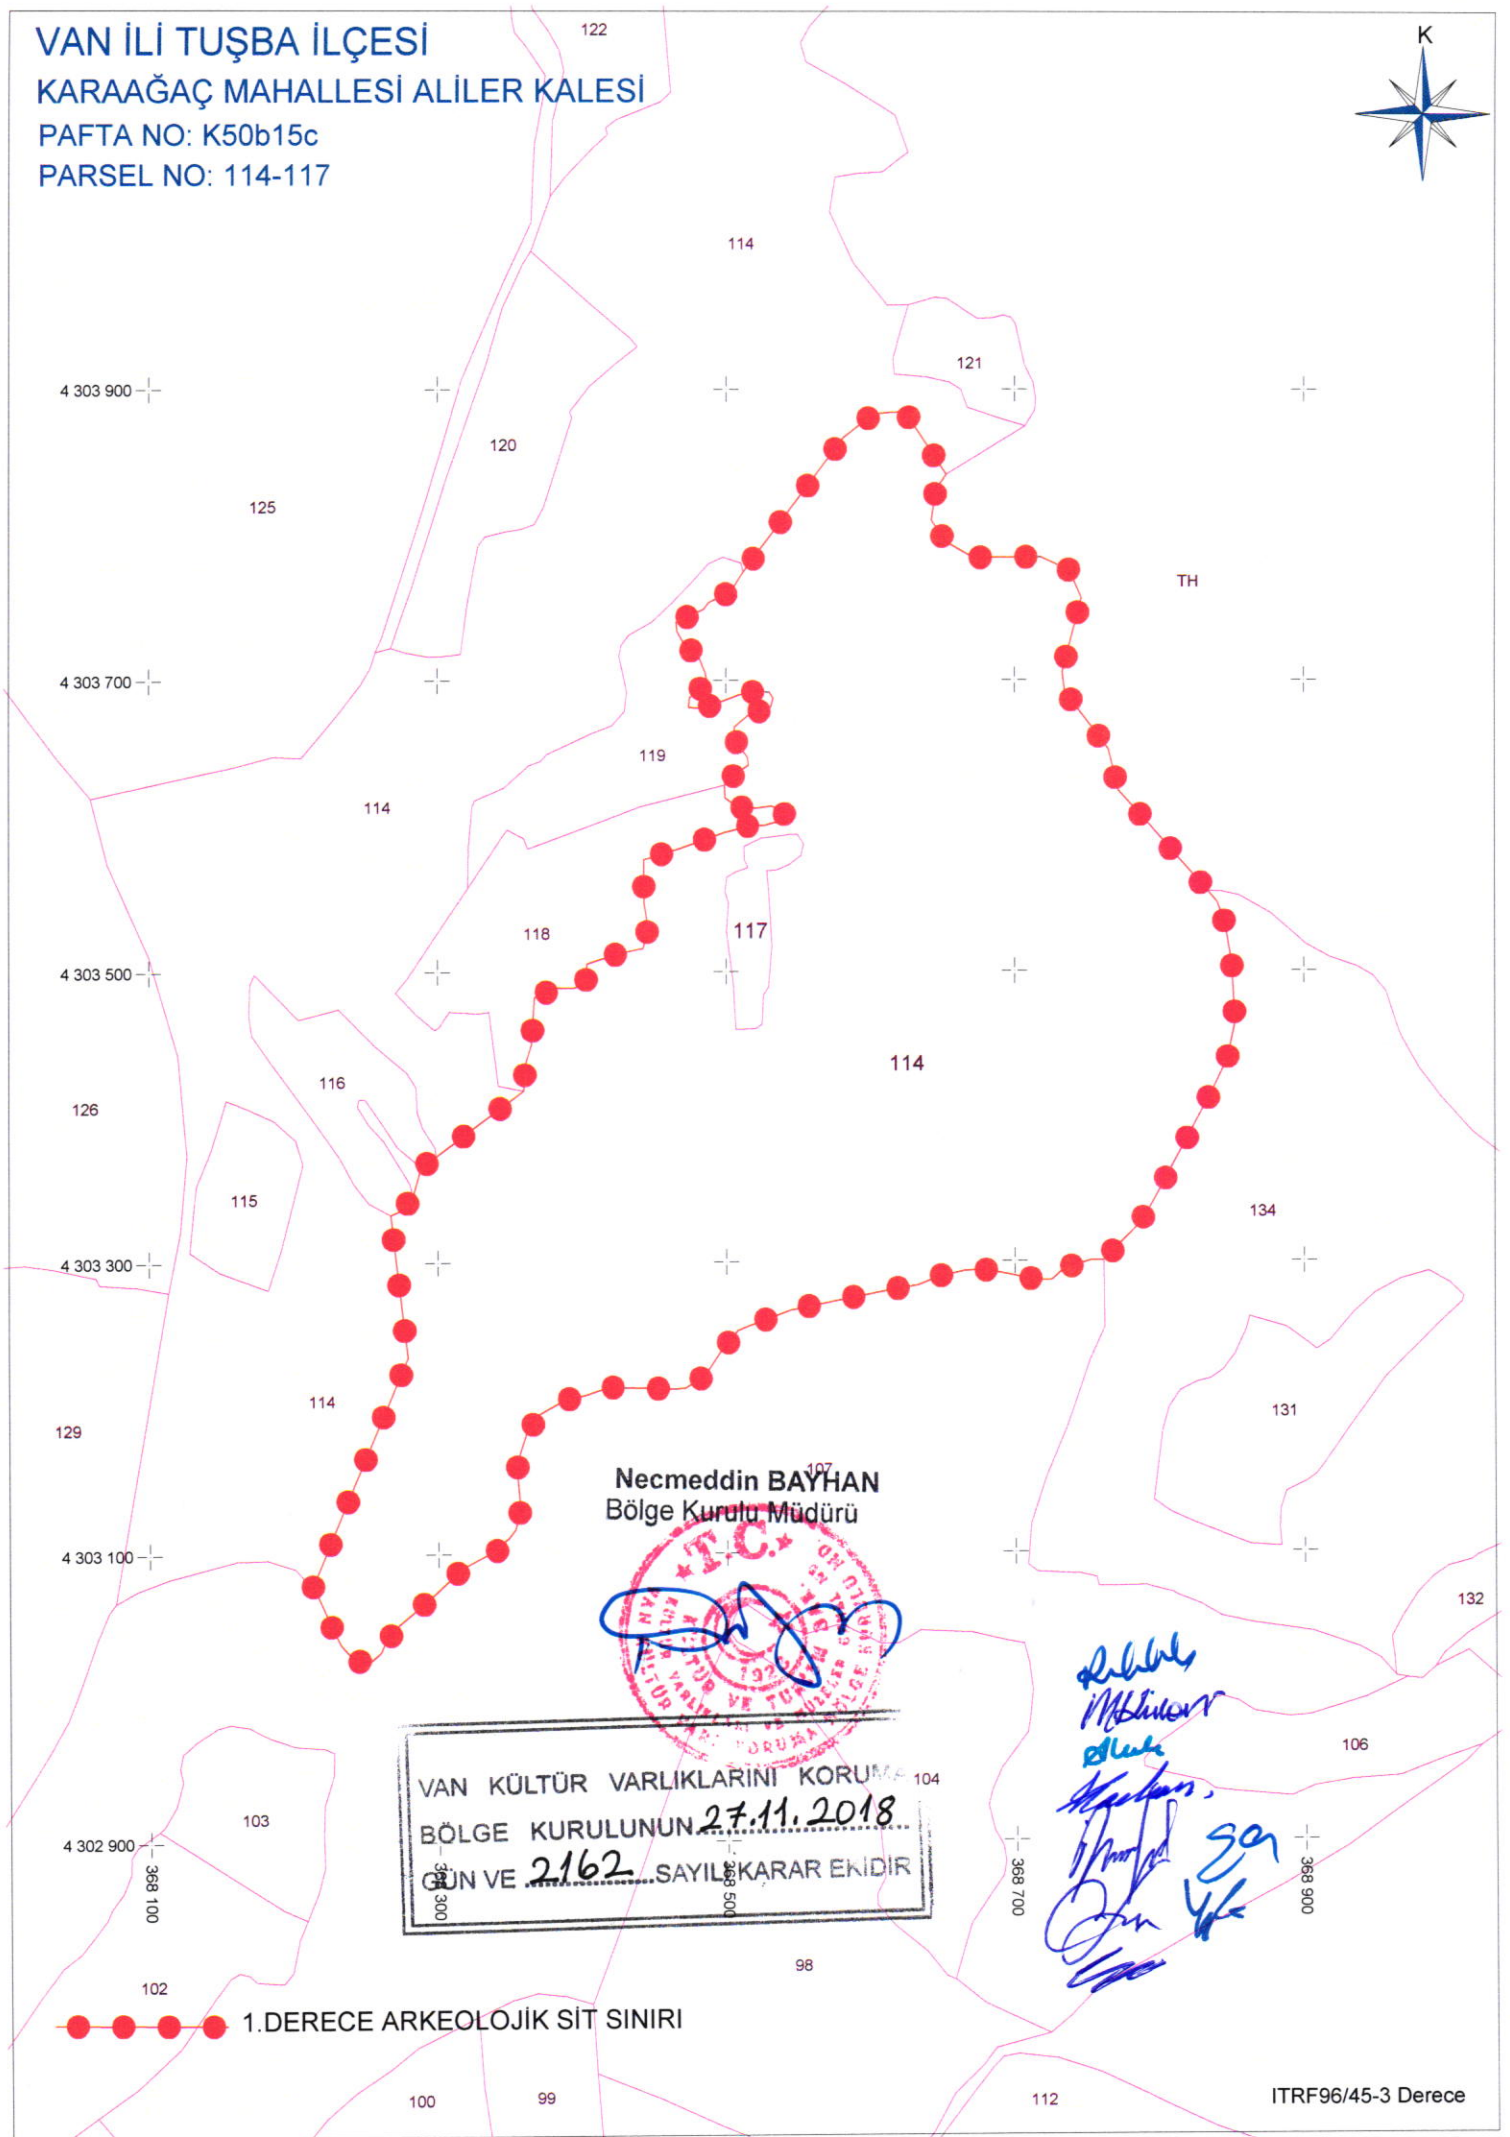 VAN İLİ TUŞBA İLÇESİ
KARAAĞAÇ MAHALLESİ ALİLER KALESİ
PAFTA NO: K50b15c
PARSEL NO: 114-117
K
122
114
121
4 303 900
120
125
TH
4 303 700
119
114
118
117
4 303 500
114
116
126
115
134
4 303 300
114
131
129
107
Necmeddin BAYHAN
Bölge Kurulu Müdürü
T.C.
4 303 100
132
106
104
VAN KÜLTÜR VARLIKLARINI KORUMA
BÖLGE KURULUNUN 27.11.2018
GÜN VE 2162 SAYILI KARAR EKİDİR
103
4 302 900
368 100
368 300
368 500
368 700
368 900
98
102
1.DERECE ARKEOLOJİK SİT SINIRI
100
99
112
ITRF96/45-3 Derece